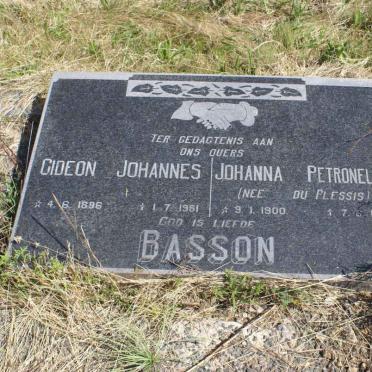 TER GEDAGTENIS AAN
ONS OUERS
GIDEON JOHANNES JOHANNA PETRONEL
(NEE DU PLESSIS)
☆ 4.6.1896 † 1.7.1961 ☆ 9.1.1900 † 7.
GOD IS LIEFDE
BASSON